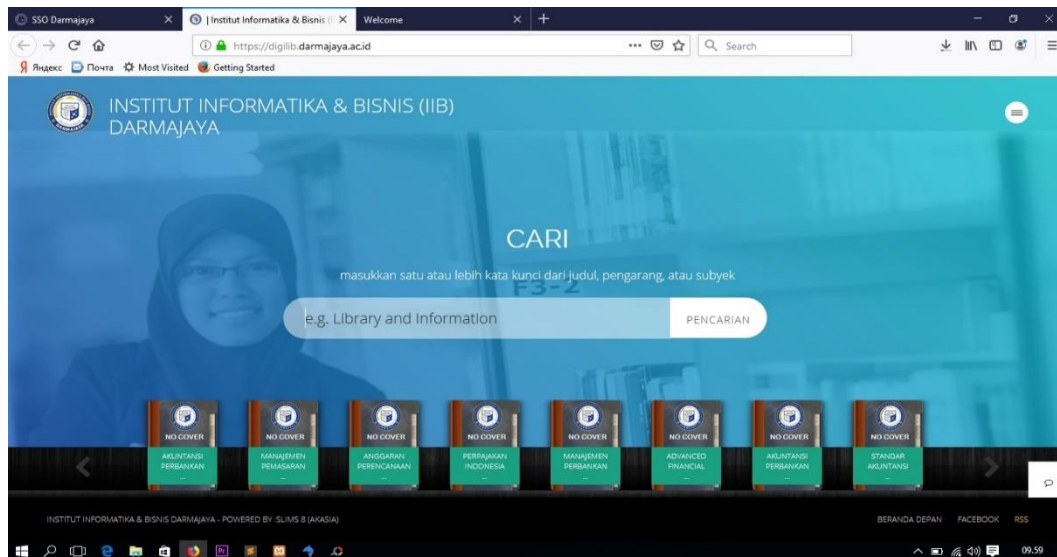 SSO Darmajaya
| Institut Informatika & Bisnis (I
Welcome
https://digilib.darmajaya.ac.id
Search
Яндекс Почта Most Visited Getting Started
INSTITUT INFORMATIKA & BISNIS (IIB)
DARMAJAYA
CARI
masukkan satu atau lebih kata kunci dari judul, pengarang, atau subyek
F3-2
e.g. Library and Information
PENCARIAN
NO COVER
AKUNTANSI
PERBANKAN
...
NO COVER
MANAJEMEN
PEMASARAN
...
NO COVER
ANGGARAN
PERENCANAAN
...
NO COVER
PERPAJAKAN
INDONESIA
...
NO COVER
MANAJEMEN
PERBANKAN
...
NO COVER
ADVANCED
FINANCIAL
...
NO COVER
AKUNTANSI
PERBANKAN
...
NO COVER
STANDAR
AKUNTANSI
...
INSTITUT INFORMATIKA & BISNIS DARMAJAYA - POWERED BY :SLIMS 8 (AKASIA)
BERANDA DEPAN FACEBOOK RSS
09.59